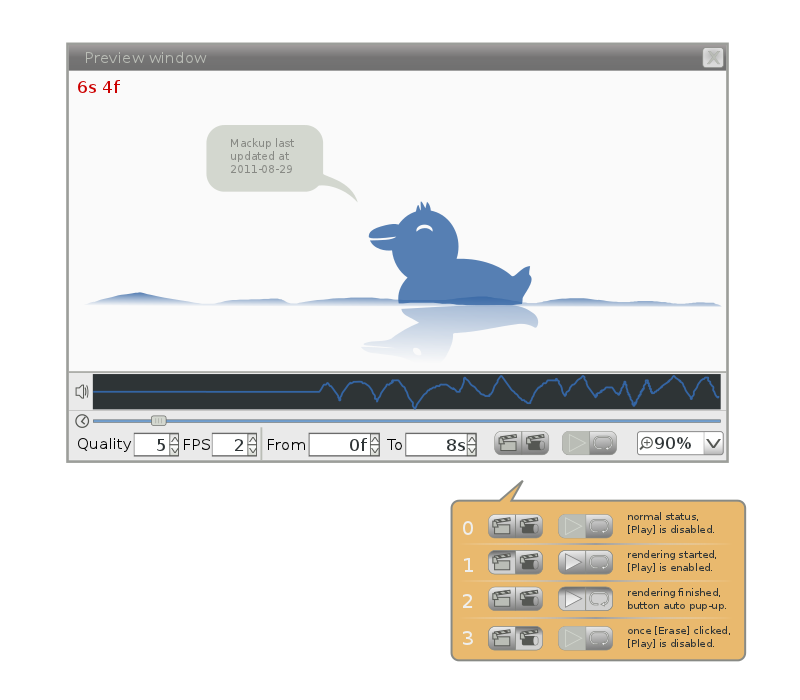 Preview window
6s 4f
Mackup last
updated at
2011-08-29
Quality 5 FPS 2 From 0f To 8s 90%
0 normal status,
[Play] is disabled.
1 rendering started,
[Play] is enabled.
2 rendering finished,
button auto pup-up.
3 once [Erase] clicked,
[Play] is disabled.